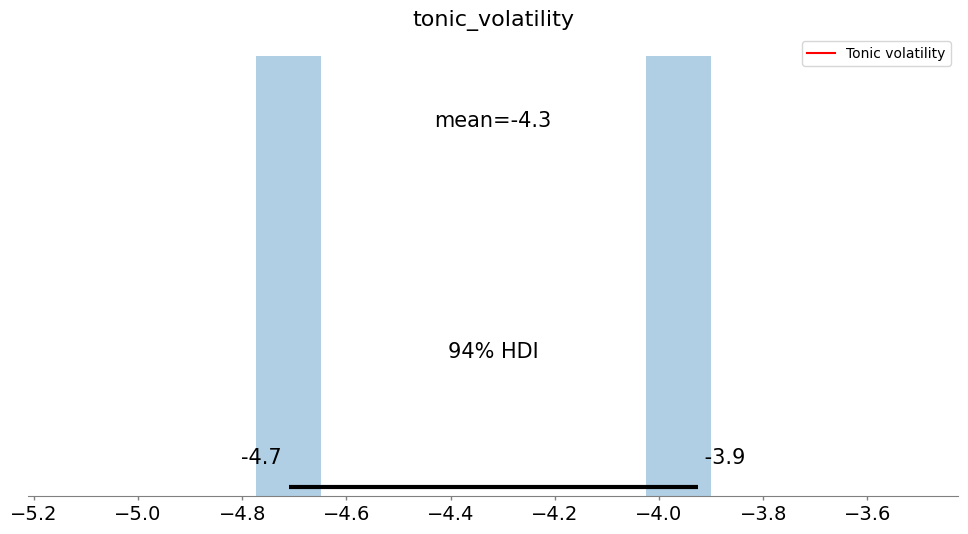 tonic_volatility
Tonic volatility
mean=-4.3
94% HDI
-4.7
-3.9
−5.2 −5.0 −4.8 −4.6 −4.4 −4.2 −4.0 −3.8 −3.6